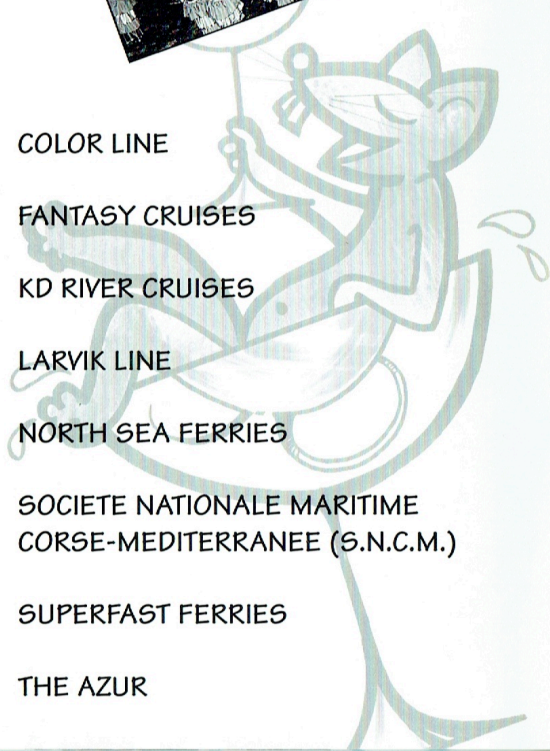 COLOR LINE
FANTASY CRUISES
KD RIVER CRUISES
LARVIK LINE
NORTH SEA FERRIES
SOCIETE NATIONALE MARITIME
CORSE-MEDITERRANEE (S.N.C.M.)
SUPERFAST FERRIES
THE AZUR